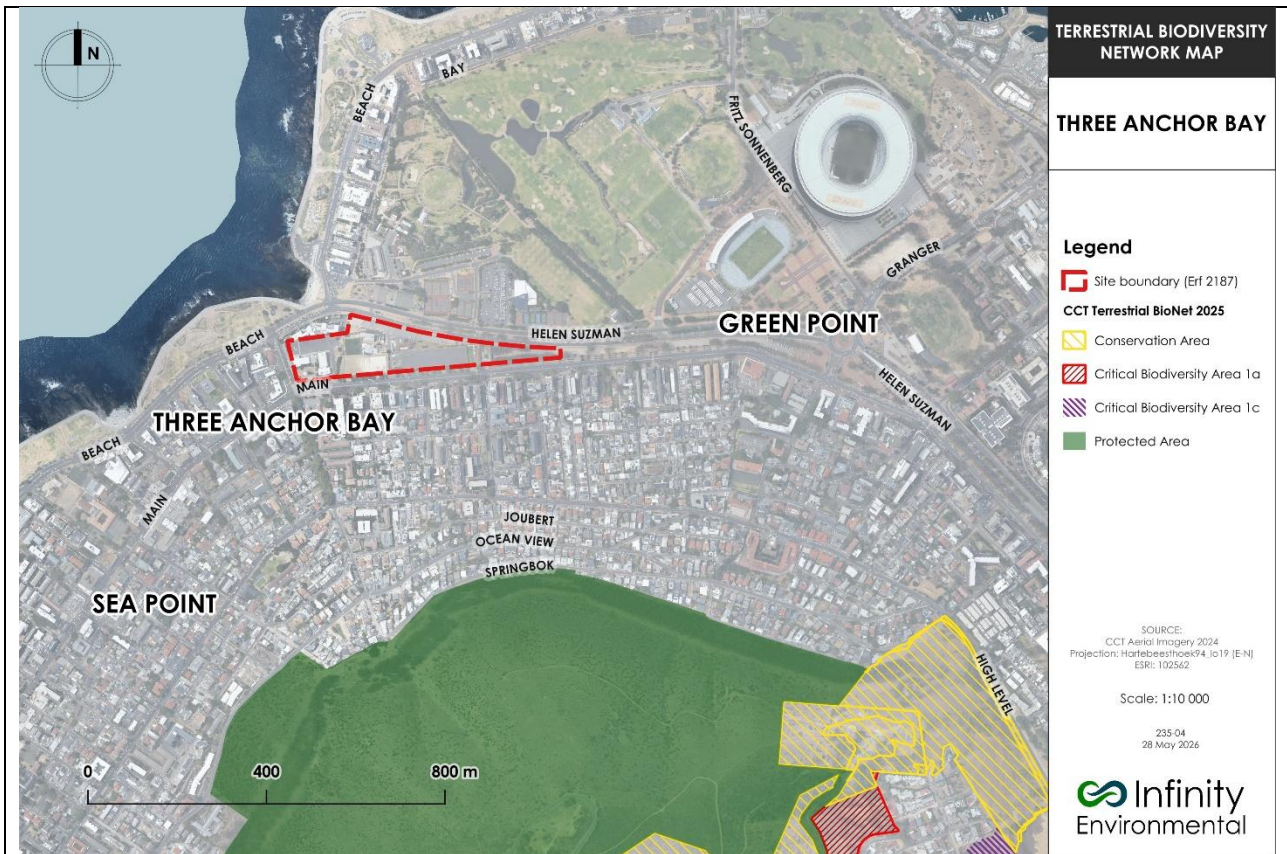 N
BEACH
BAY
FRITZ SONNENBERG
GRANGER
HELEN SUZMAN
GREEN POINT
BEACH
MAIN
HELEN SUZMAN
THREE ANCHOR BAY
BEACH
MAIN
JOUBERT
OCEAN VIEW
SPRINGBOK
SEA POINT
HIGH LEVEL
0 400 800 m
TERRESTRIAL BIODIVERSITY
NETWORK MAP
THREE ANCHOR BAY
Legend
Site boundary (Erf 2187)
CCT Terrestrial BioNet 2025
Conservation Area
Critical Biodiversity Area 1a
Critical Biodiversity Area 1c
Protected Area
SOURCE:
CCT Aerial Imagery 2024
Projection: Hartebeesthoek94_lo19 (E-N)
ESRI: 102562
Scale: 1:10 000
235-04
28 May 2026
Infinity
Environmental